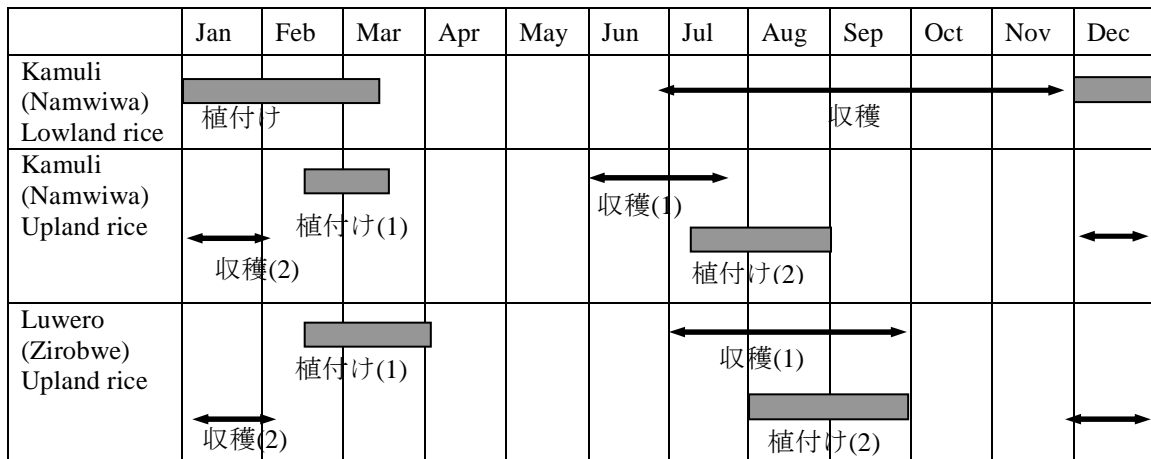 Jan Feb Mar Apr May Jun Jul Aug Sep Oct Nov Dec
Kamuli
(Namwiwa)
Lowland rice
植付け
収穫
Kamuli
(Namwiwa)
Upland rice
植付け(1)
収穫(1)
収穫(2)
植付け(2)
Luwero
(Zirobwe)
Upland rice
植付け(1)
収穫(1)
収穫(2)
植付け(2)